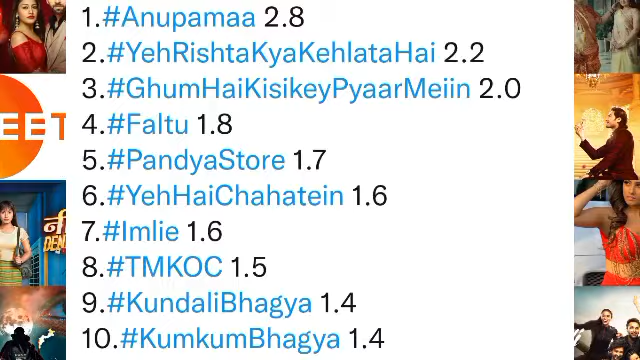 1.#Anupamaa 2.8
2.#YehRishtaKyaKehlataHai 2.2
3.#GhumHaiKisikeyPyaarMeiin 2.0
EET
4.#Faltu 1.8
5.#PandyaStore 1.7
6.#YehHaiChahatein 1.6
नी
DEN
7.#Imlie 1.6
8.#TMKOC 1.5
9.#KundaliBhagya 1.4
10.#KumkumBhagya 1.4